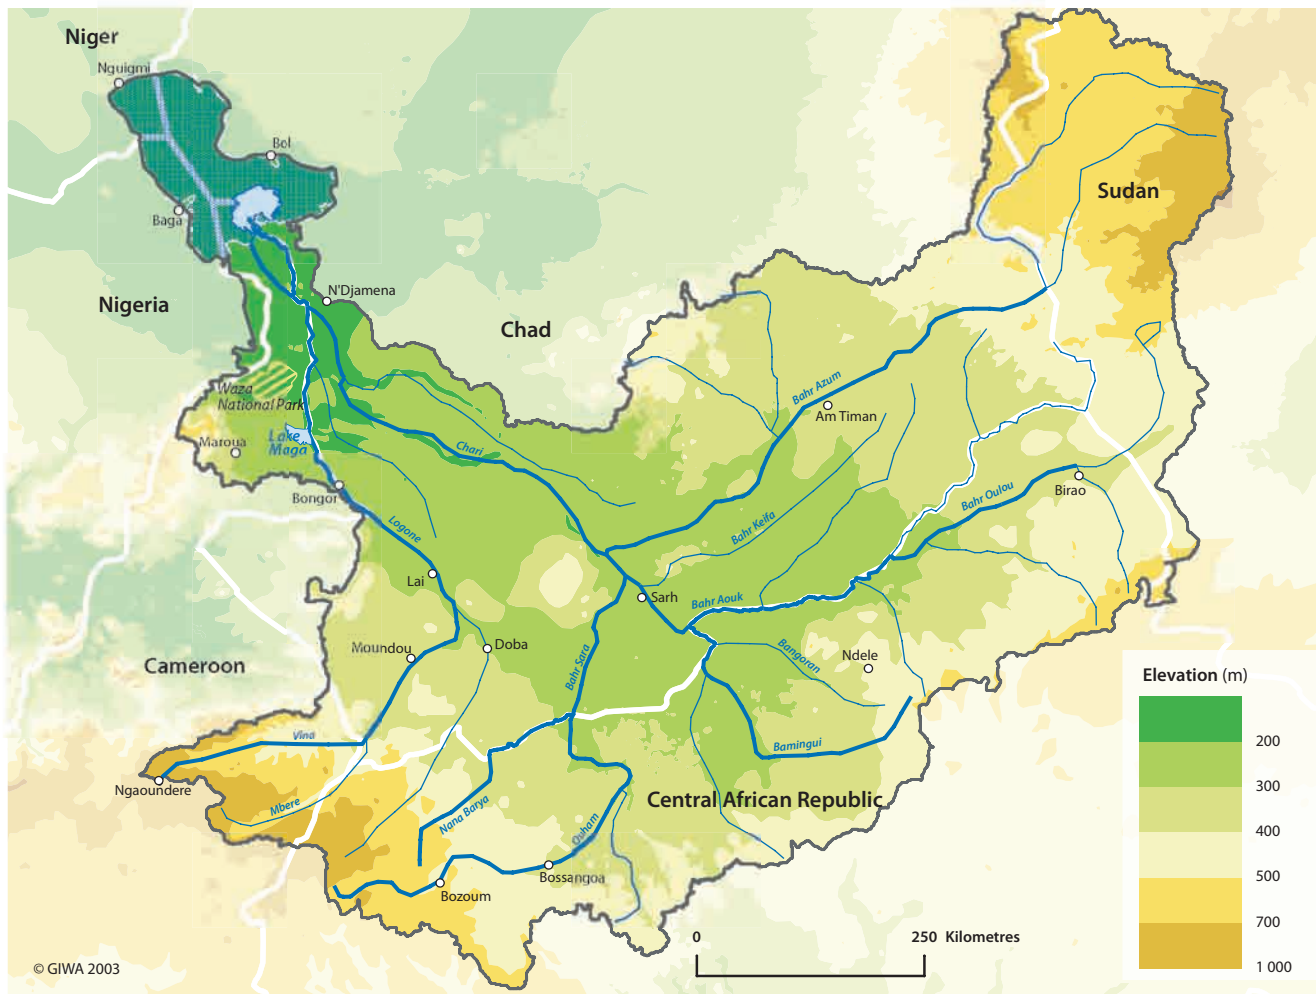 Niger
Nguigmi
Bol
Baga
Sudan
N'Djamena
Nigeria
Chad
Waza
National Park
Bahr Azum
Am Timan
Lake
Maga
Maroua
Chari
Bongor
Birao
Bahr Oulou
Logone
Bahr Keifa
Lai
Sarh
Bahr Aouk
Moundou
Doba
Bangoran
Ndele
Cameroon
Bahr Sara
Elevation (m)
200
300
400
500
700
1 000
Vina
Bamingui
Ngaoundere
Mbere
Nana Barya
Central African Republic
Ouham
Bossangoa
Bozoum
0
250 Kilometres
© GIWA 2003